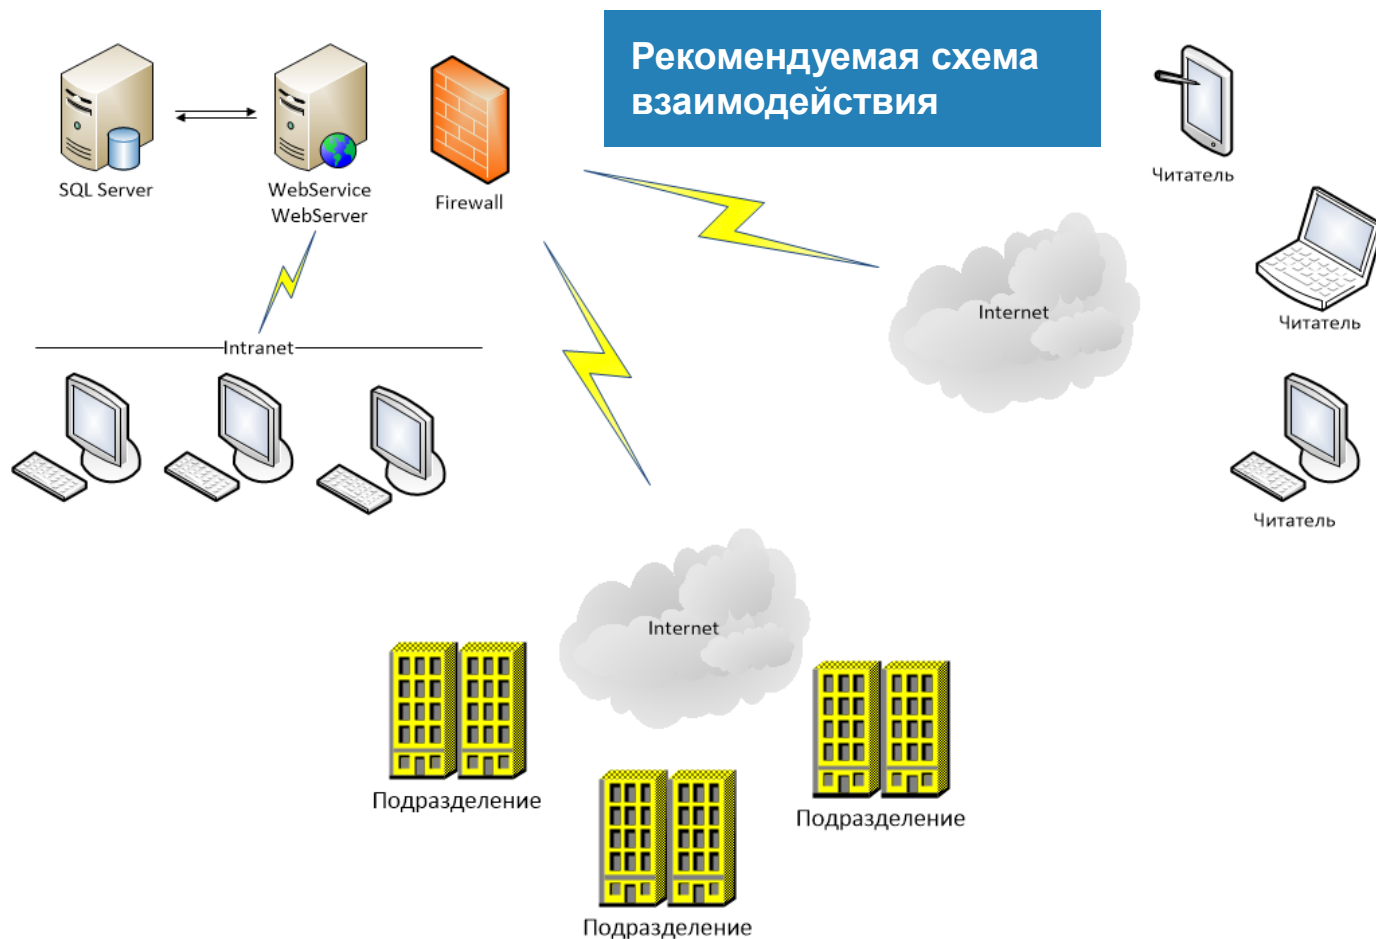 Рекомендуемая схема
взаимодействия
SQL Server
WebService
WebServer
Firewall
Читатель
Internet
Читатель
Intranet
Читатель
Internet
Подразделение
Подразделение
Подразделение